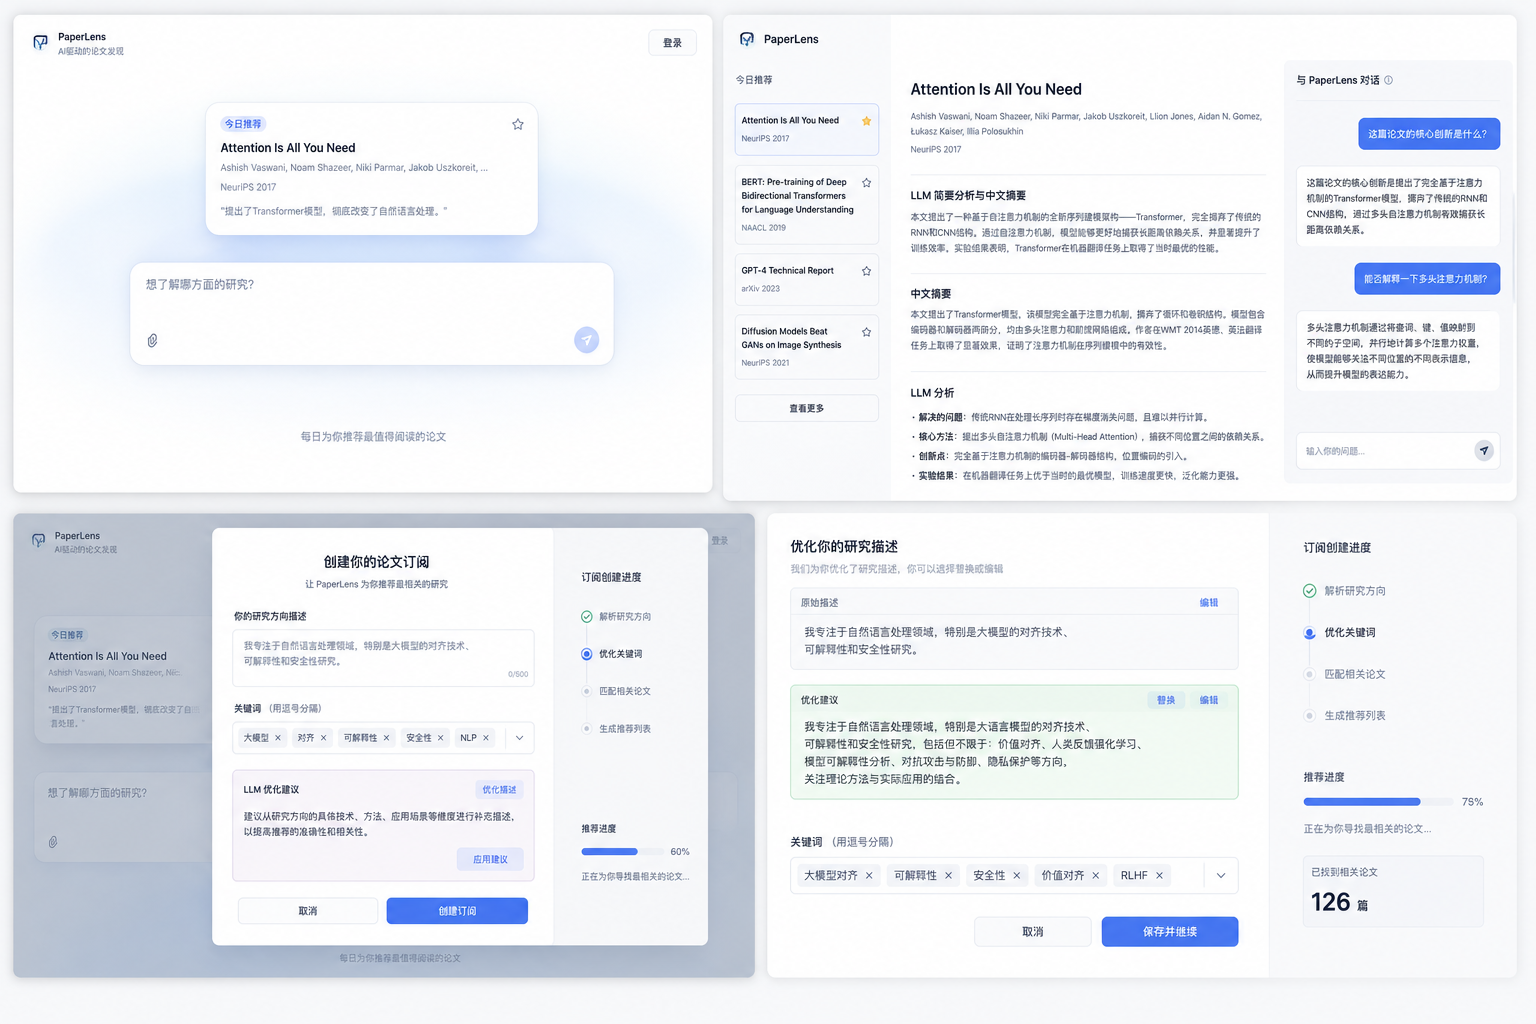 PaperLens
AI驱动的论文发现
登录
今日推荐
Attention Is All You Need
Ashish Vaswani, Noam Shazeer, Niki Parmar, Jakob Uszkoreit, ...
NeurIPS 2017
“提出了Transformer模型，彻底改变了自然语言处理。”
想了解哪方面的研究?
每日为你推荐最值得阅读的论文
PaperLens
今日推荐
Attention Is All You Need
NeurIPS 2017
BERT: Pre-training of Deep
Bidirectional Transformers
for Language Understanding
NAACL 2019
GPT-4 Technical Report
arXiv 2023
Diffusion Models Beat
GANs on Image Synthesis
NeurIPS 2021
查看更多
Attention Is All You Need
Ashish Vaswani, Noam Shazeer, Niki Parmar, Jakob Uszkoreit, Llion Jones, Aidan N. Gomez,
Łukasz Kaiser, Illia Polosukhin
NeurIPS 2017
LLM 简要分析与中文摘要
本文提出了一种基于自注意力机制的全新序列建模架构——Transformer，完全摒弃了传统的
RNN和CNN结构。通过自注意力机制，模型能够更好地捕获长距离依赖关系，并显著提升了
训练效率。实验结果表明，Transformer在机器翻译任务上取得了当时最优的性能。
中文摘要
本文提出了Transformer模型，该模型完全基于注意力机制，摒弃了循环和卷积结构。模型包含
编码器和解码器两部分，均由多头注意力和前馈网络组成。作者在WMT 2014英德、英法翻译
任务上取得了显著效果，证明了注意力机制在序列建模中的有效性。
LLM 分析
· 解决的问题：传统RNN在处理长序列时存在梯度消失问题，且难以并行计算。
· 核心方法：提出多头自注意力机制（Multi-Head Attention），捕获不同位置之间的依赖关系。
· 创新点：完全基于注意力机制的编码器-解码器结构，位置编码的引入。
· 实验结果：在机器翻译任务上优于当时的最优模型，训练速度更快，泛化能力更强。
与 PaperLens 对话
这篇论文的核心创新是什么?
这篇论文的核心创新是提出了完全基于注意力
机制的Transformer模型，摒弃了传统的RNN和
CNN结构，通过多头自注意力机制有效捕获长
距离依赖关系。
能否解释一下多头注意力机制?
多头注意力机制通过将查询、键、值映射到
不同的子空间，并行地计算多个注意力权重，
使模型能够关注不同位置的不同表示信息，
从而提升模型的表达能力。
输入你的问题...
PaperLens
AI驱动的论文发现
登录
今日推荐
Attention Is All You Need
Ashish Vaswani, Noam Shazeer, Nic
NeurIPS 2017
“提出了Transformer模型，彻底改变了自
言处理。”
想了解哪方面的研究?
每日为你推荐最值得阅读的论文
创建你的论文订阅
让 PaperLens 为你推荐最相关的研究
你的研究方向描述
我专注于自然语言处理领域，特别是大模型的对齐技术、
可解释性和安全性研究。
0/500
关键词 （用逗号分隔）
大模型 × 对齐 × 可解释性 × 安全性 × NLP ×
LLM 优化建议
优化描述
建议从研究方向的具体技术、方法、应用场景等维度进行补充描述，
以提高推荐的准确性和相关性。
应用建议
取消
创建订阅
订阅创建进度
解析研究方向
优化关键词
匹配相关论文
生成推荐列表
推荐进度
60%
正在为你寻找最相关的论文...
优化你的研究描述
我们为你优化了研究描述，你可以选择替换或编辑
原始描述
编辑
我专注于自然语言处理领域，特别是大模型的对齐技术、
可解释性和安全性研究。
优化建议
替换
编辑
我专注于自然语言处理领域，特别是大语言模型的对齐技术、
可解释性和安全性研究，包括但不限于：价值对齐、人类反馈强化学习、
模型可解释性分析、对抗攻击与防御、隐私保护等方向，
关注理论方法与实际应用的结合。
关键词 （用逗号分隔）
大模型对齐 × 可解释性 × 安全性 × 价值对齐 × RLHF ×
取消
保存并继续
订阅创建进度
解析研究方向
优化关键词
匹配相关论文
生成推荐列表
推荐进度
75%
正在为你寻找最相关的论文...
已找到相关论文
126 篇